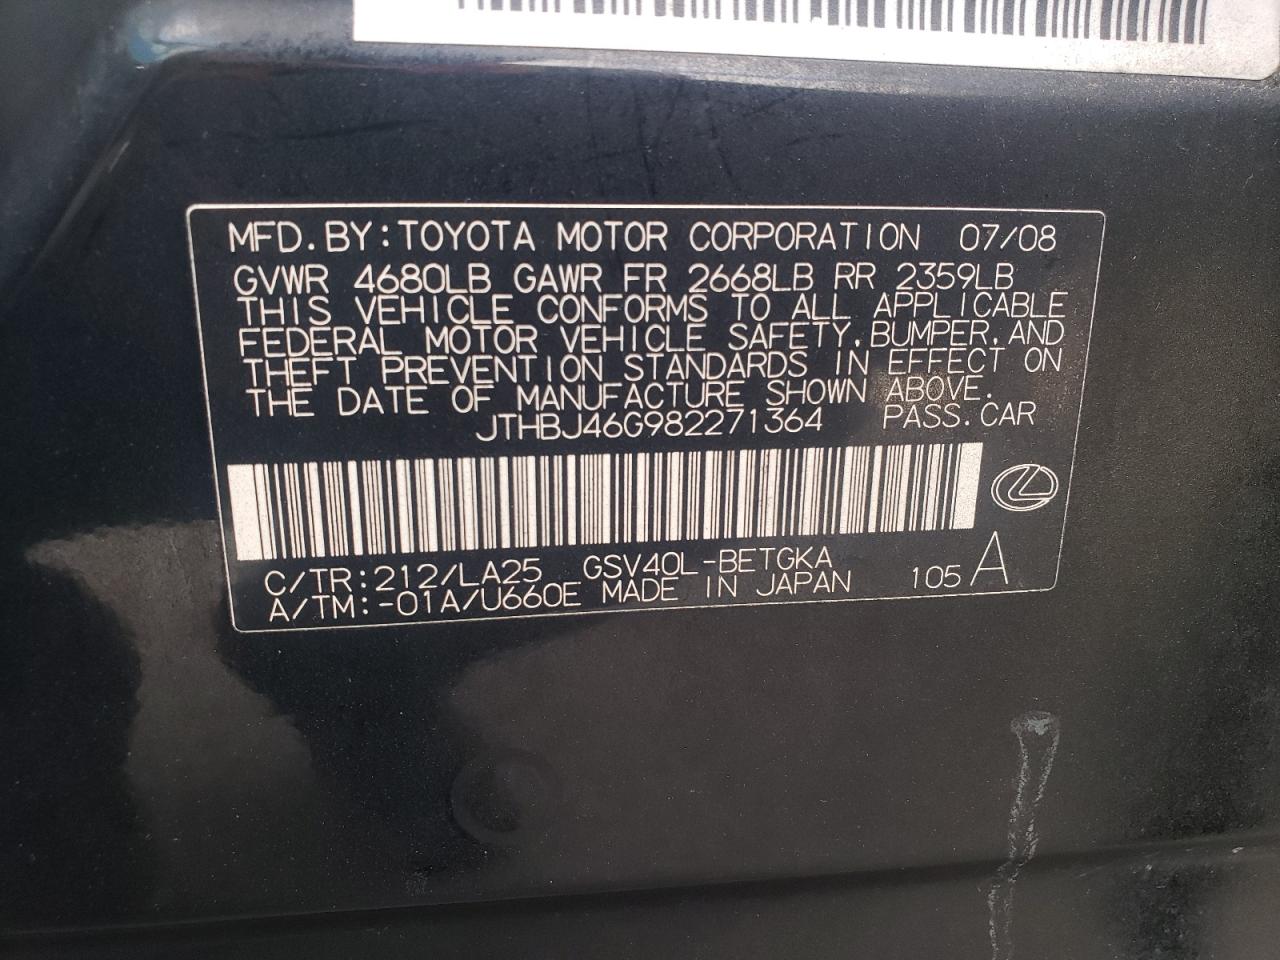 MFD. BY: TOYOTA MOTOR CORPORATION 07/08
GVWR 4680LB GAWR FR 2668LB RR 2359LB
THIS VEHICLE CONFORMS TO ALL APPLICABLE
FEDERAL MOTOR VEHICLE SAFETY, BUMPER, AND
THEFT PREVENTION STANDARDS IN EFFECT ON
THE DATE OF MANUFACTURE SHOWN ABOVE.
JTHBJ46G982271364 PASS. CAR
C/TR: 212/LA25 GSV40L-BETGKA
A/TM: -01A/U660E MADE IN JAPAN 105 A